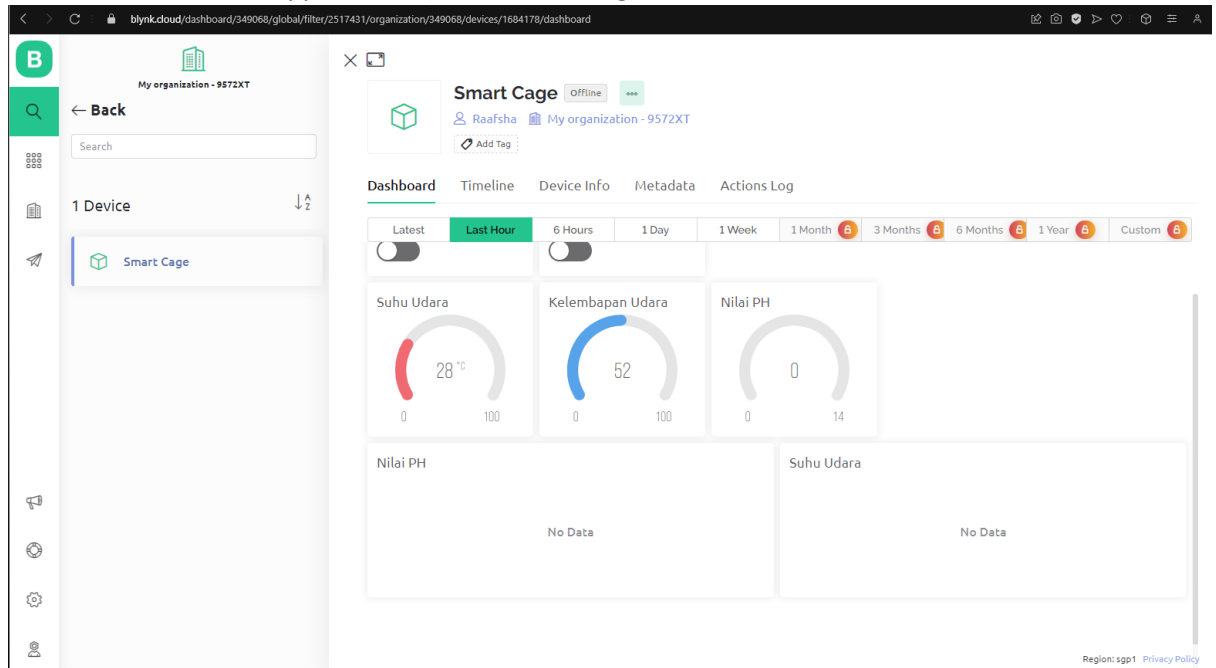 blynk.cloud/dashboard/349068/global/filter/2517431/organization/349068/devices/1684178/dashboard
B
My organization - 9572XT
← Back
Search
1 Device
A
Z
Smart Cage
Smart Cage Offline
Raafsha My organization - 9572XT
Add Tag
Dashboard Timeline Device Info Metadata Actions Log
Latest Last Hour 6 Hours 1 Day 1 Week 1 Month 3 Months 6 Months 1 Year Custom
Suhu Udara
28 °C
0 100
Kelembapan Udara
52
0 100
Nilai PH
0
0 14
Nilai PH
No Data
Suhu Udara
No Data
Region: sgp1 Privacy Policy